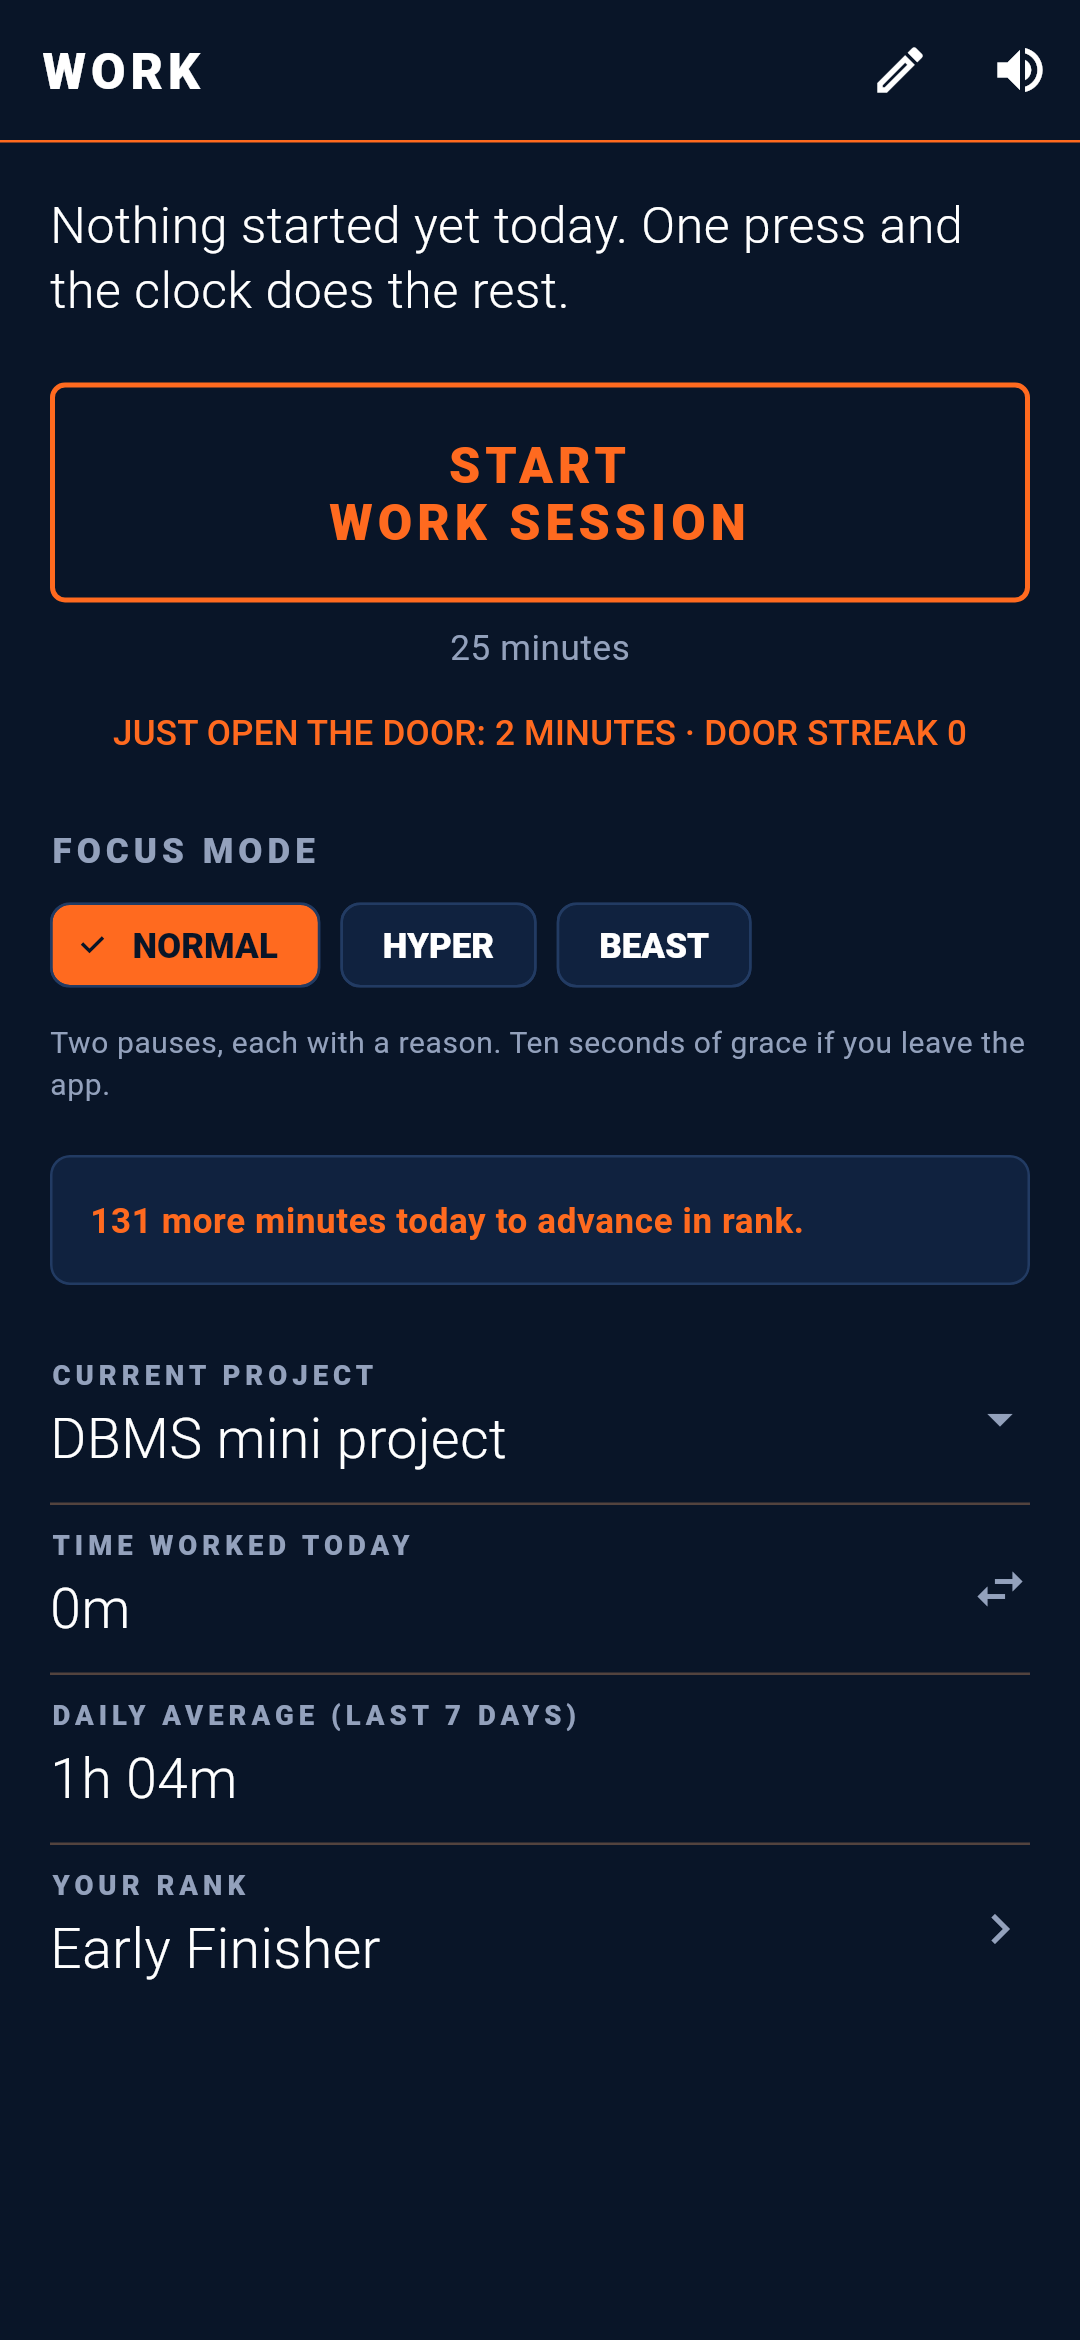 WORK
Nothing started yet today. One press and
the clock does the rest.
START
WORK SESSION
25 minutes
JUST OPEN THE DOOR: 2 MINUTES · DOOR STREAK 0
FOCUS MODE
NORMAL
HYPER
BEAST
Two pauses, each with a reason. Ten seconds of grace if you leave the
app.
131 more minutes today to advance in rank.
CURRENT PROJECT
DBMS mini project
TIME WORKED TODAY
0m
DAILY AVERAGE (LAST 7 DAYS)
1h 04m
YOUR RANK
Early Finisher